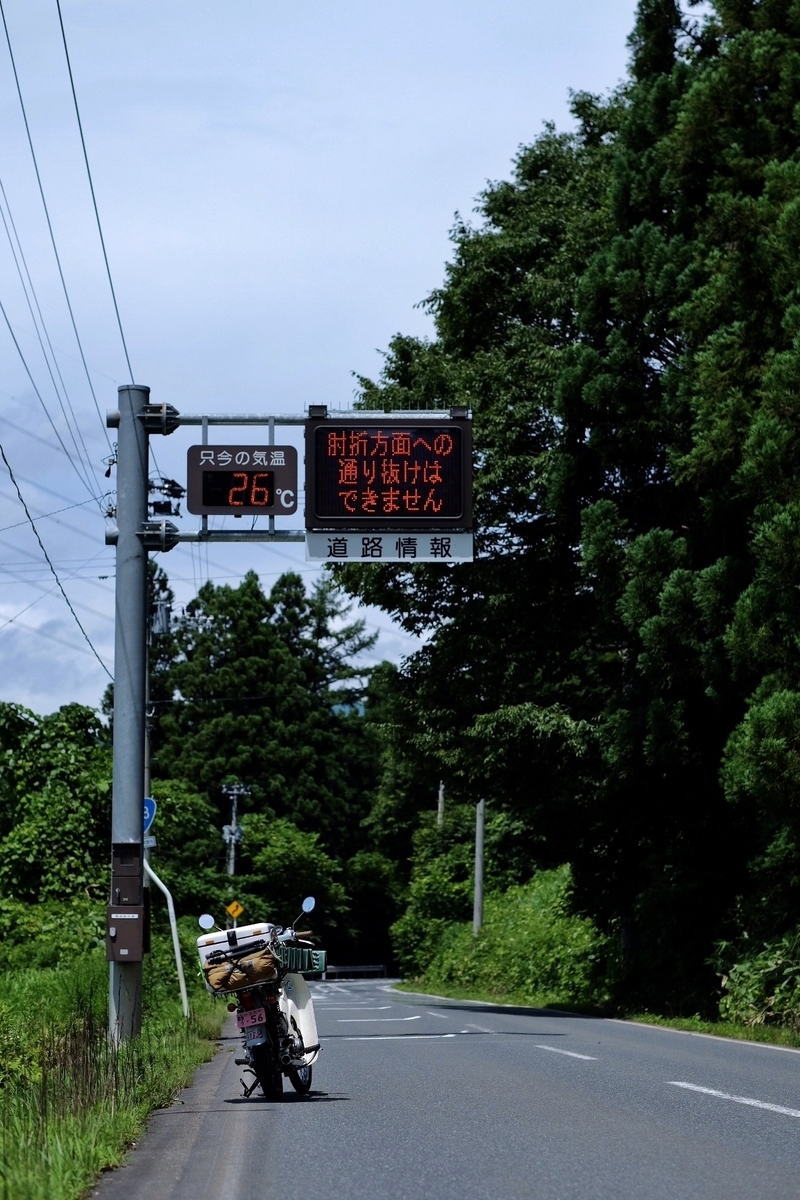 只今の気温
26℃
肘折方面への
通り抜けは
できません
道路情報
56